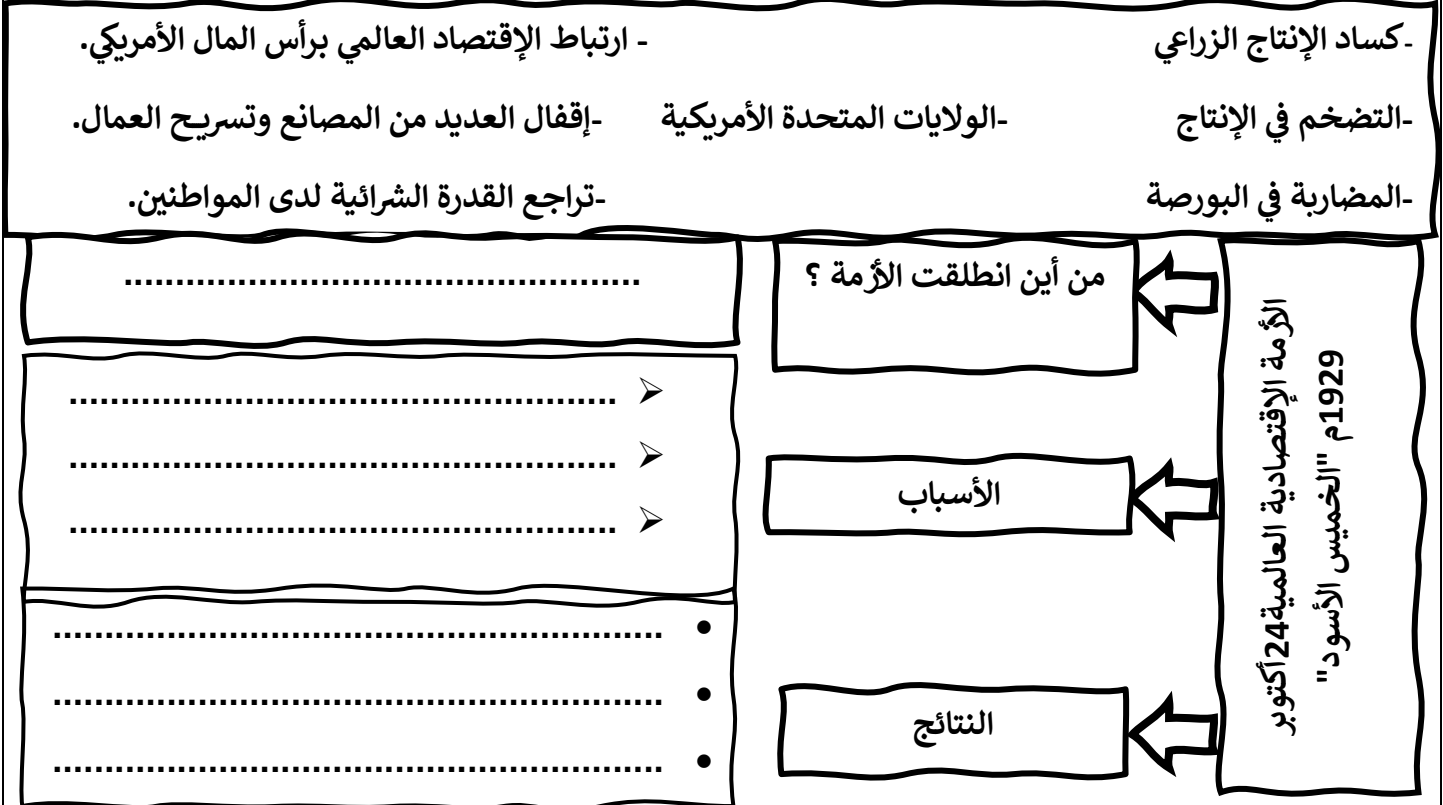 -كساد الإنتاج الزراعي - ارتباط الإقتصاد العالمي برأس المال الأمريكي.
-التضخم في الإنتاج -الولايات المتحدة الأمريكية -إقفال العديد من المصانع وتسريح العمال.
-المضاربة في البورصة -تراجع القدرة الشرائية لدى المواطنين.
الأزمة الإقتصادية العالمية24أكتوبر
1929م "الخميس الأسود"
من أين انطلقت الأزمة ؟
..................................................
الأسباب
➢ .....................................................
➢ .....................................................
➢ .....................................................
النتائج
• ...........................................................
• ...........................................................
• ...........................................................